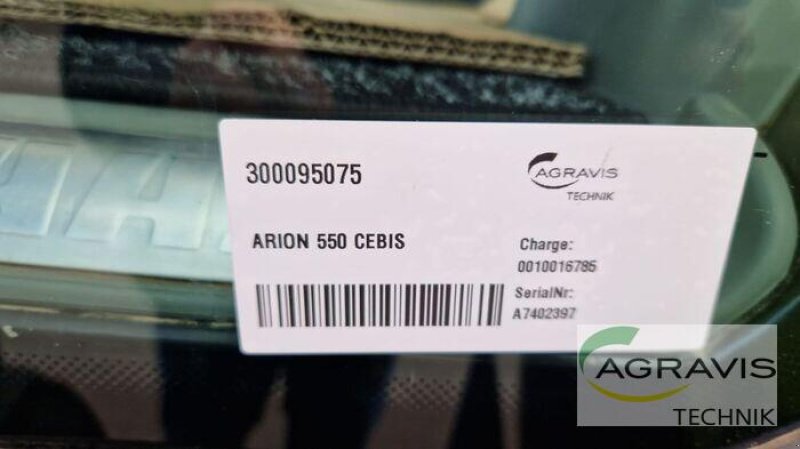 300095075
AGRAVIS
TECHNIK
ARION 550 CEBIS
Charge:
0010016785
SerialNr:
A7402397
AGRAVIS
TECHNIK